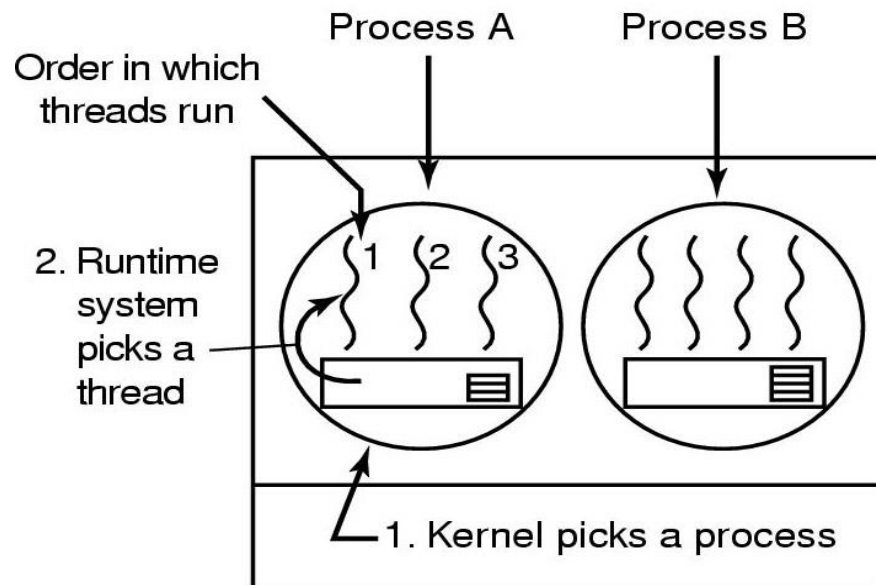 Process A
Process B
Order in which
threads run
1
2
3
2. Runtime
system
picks a
thread
1. Kernel picks a process